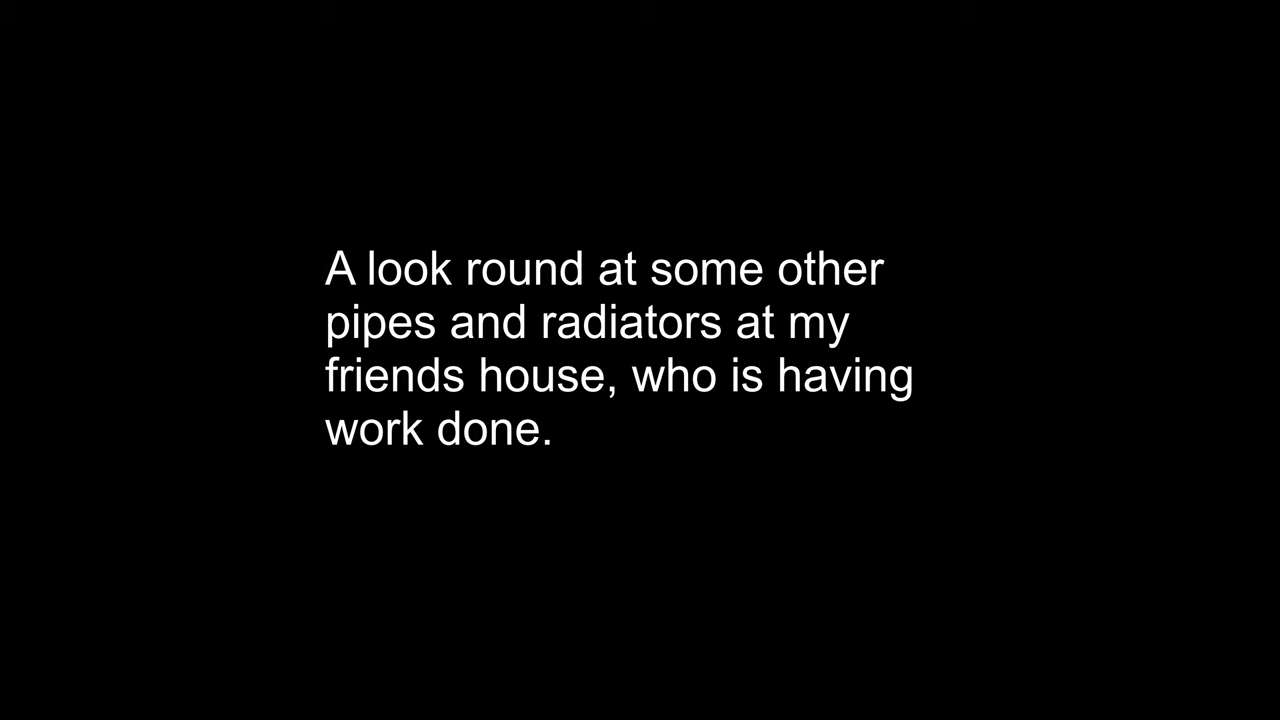 A look round at some other
pipes and radiators at my
friends house, who is having
work done.